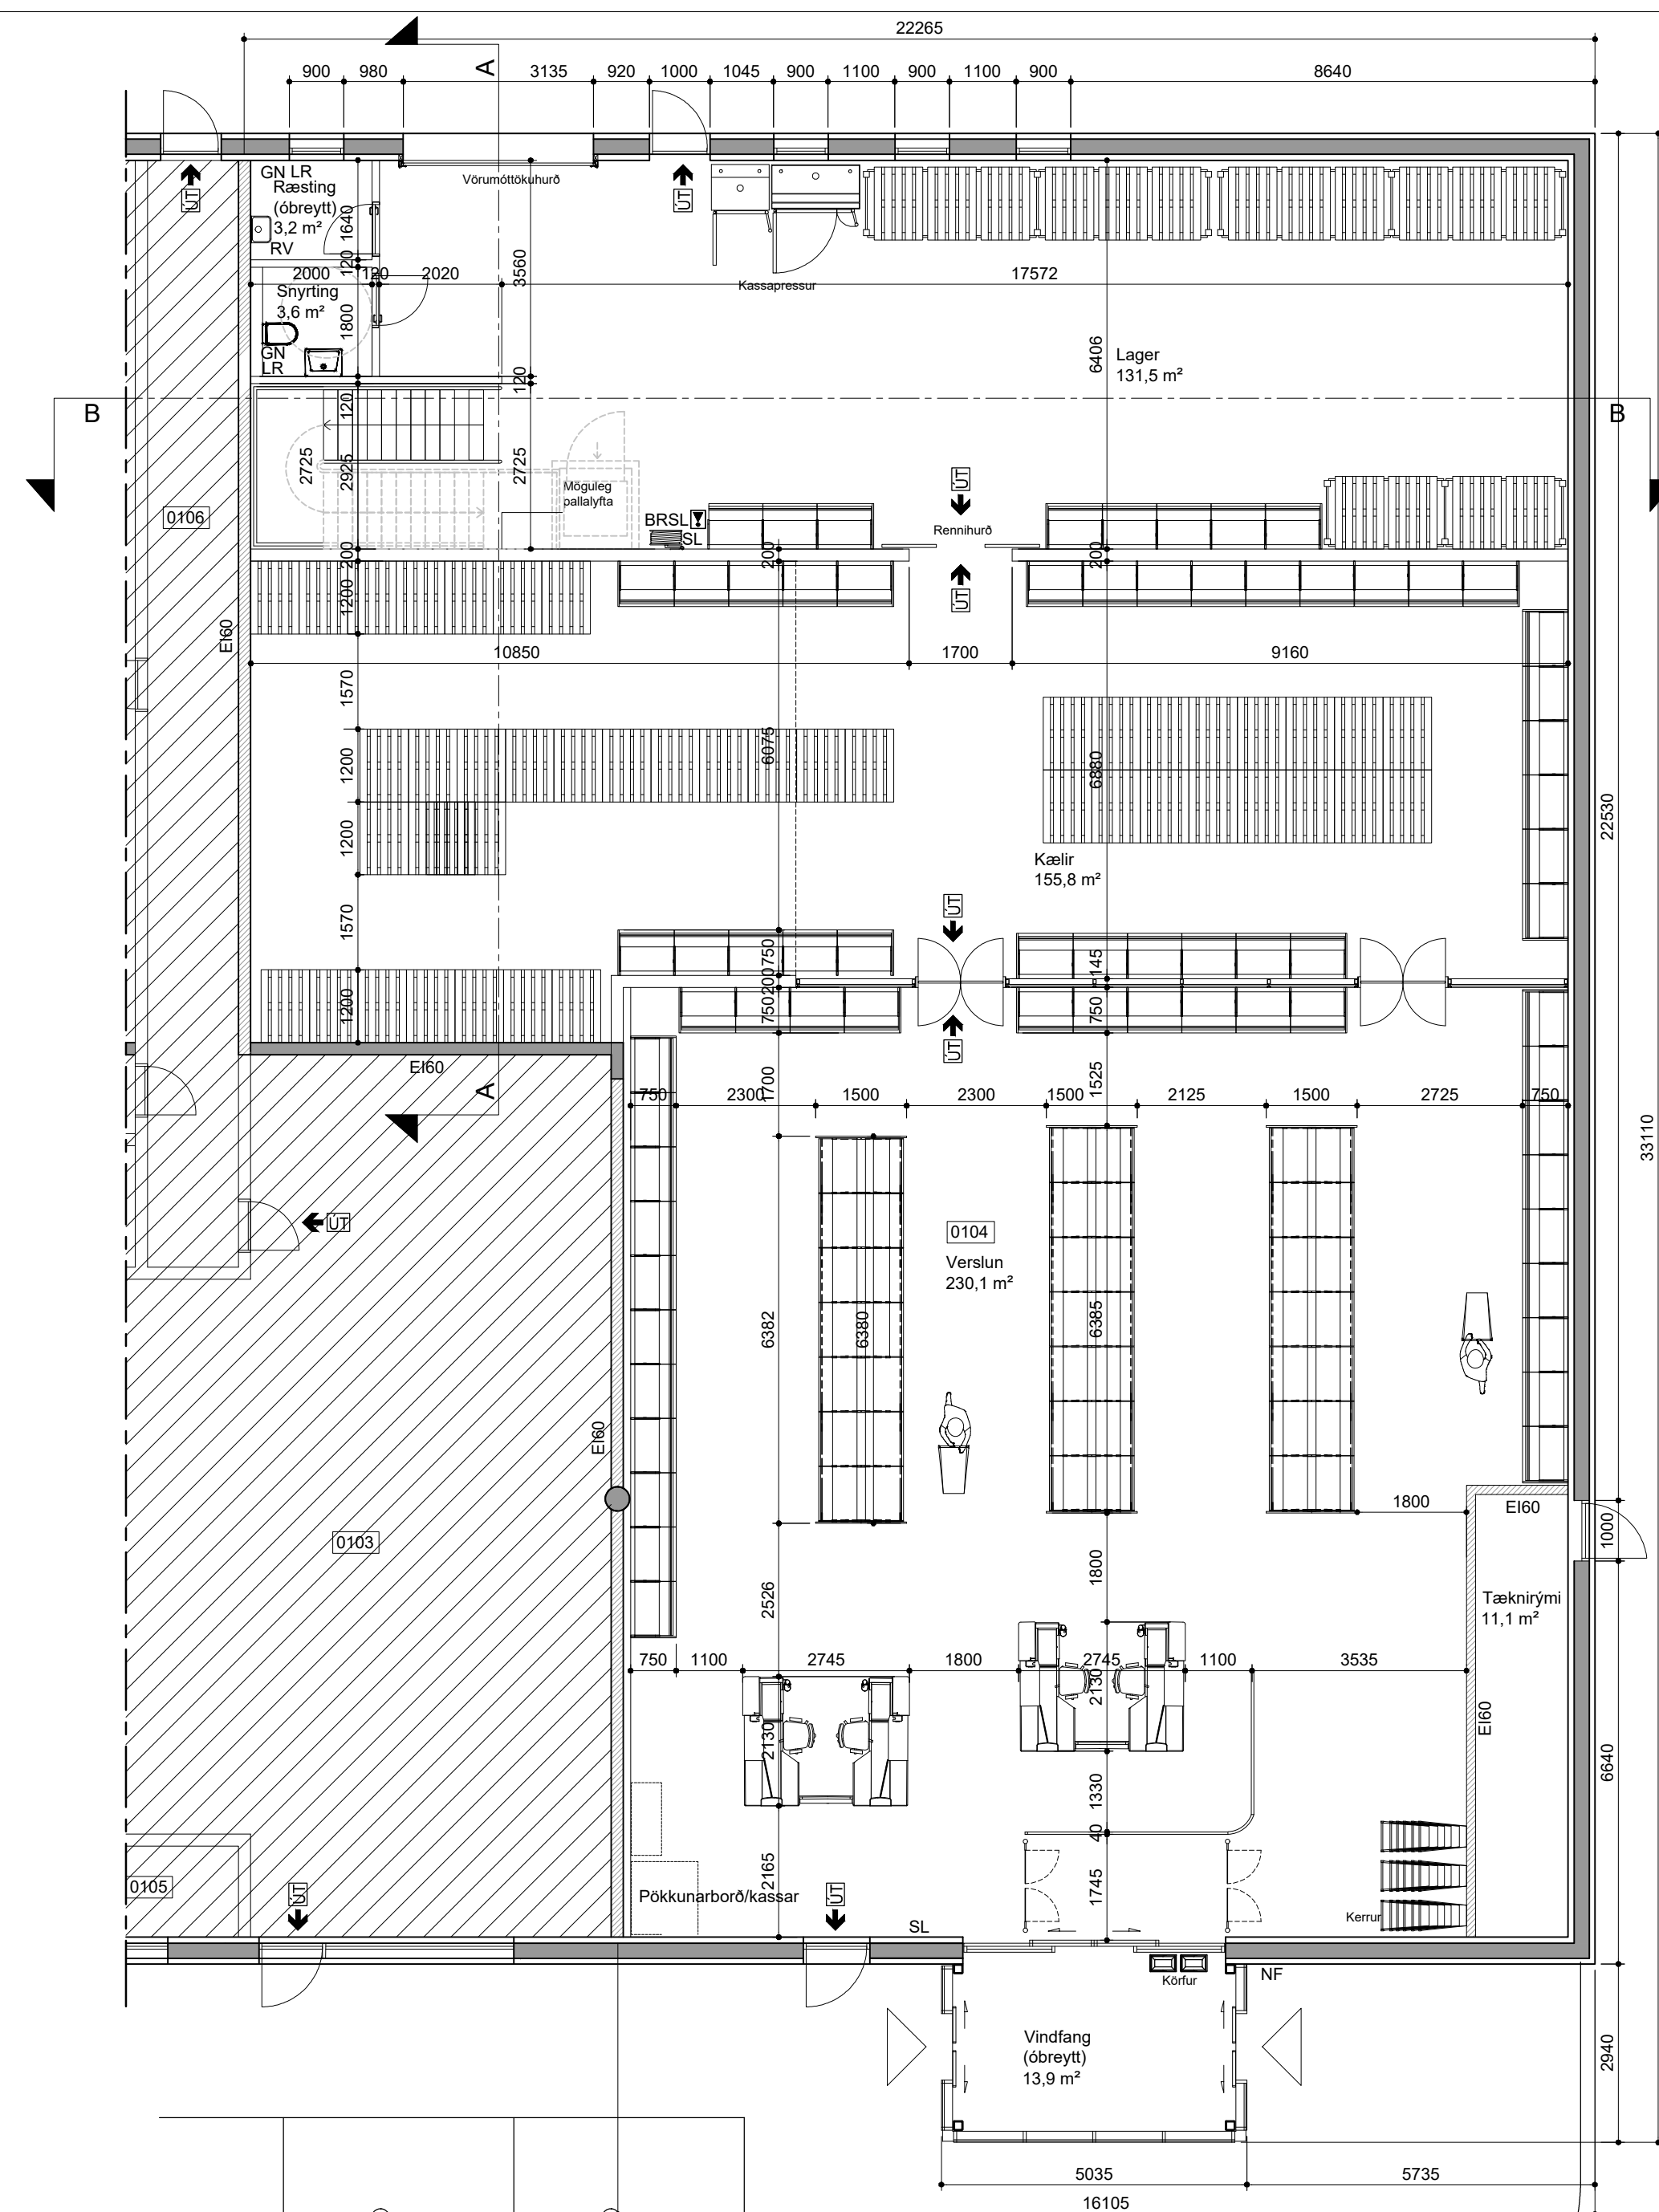 22265
900 980 3135 920 1000 1045 900 1100 900 1100 900 8640
A
ÚT
GN LR
Ræsting
(óbreytt)
3,2 m²
RV
1640
Vörumóttökuhurð
ÚT
120
2000 120 2020 3560 17572
Kassapressur
Snyrting
3,6 m²
1800
GN
LR
6406
Lager
131,5 m²
120
120
B
B
2725
2925
2725
Möguleg
pallalyfta
0106
BRSL
SL
ÚT
Rennihurð
200
200
200
ÚT
1200
EI60
10850 1700 9160
1570
1200
6075
6880
22530
1200
Kælir
155,8 m²
1570
ÚT
750
145
200
1200
750
750
ÚT
EI60
A
1700
1525
750 2300 1500 2300 1500 2125 1500 2725 750
33110
ÚT
0104
Verslun
230,1 m²
6382
6380
6385
EI60
1800
EI60
1000
0103
1800
2526
Tæknirými
11,1 m²
750 1100 2745 1800 2745 1100 3535
2130
2130
EI60
6640
1330
40
0105
ÚT
2165
1745
Pökkunarborð/kassar
ÚT
SL
Kerrur
Körfur
NF
Vindfang
(óbreytt)
13,9 m²
2940
5035 5735
16105